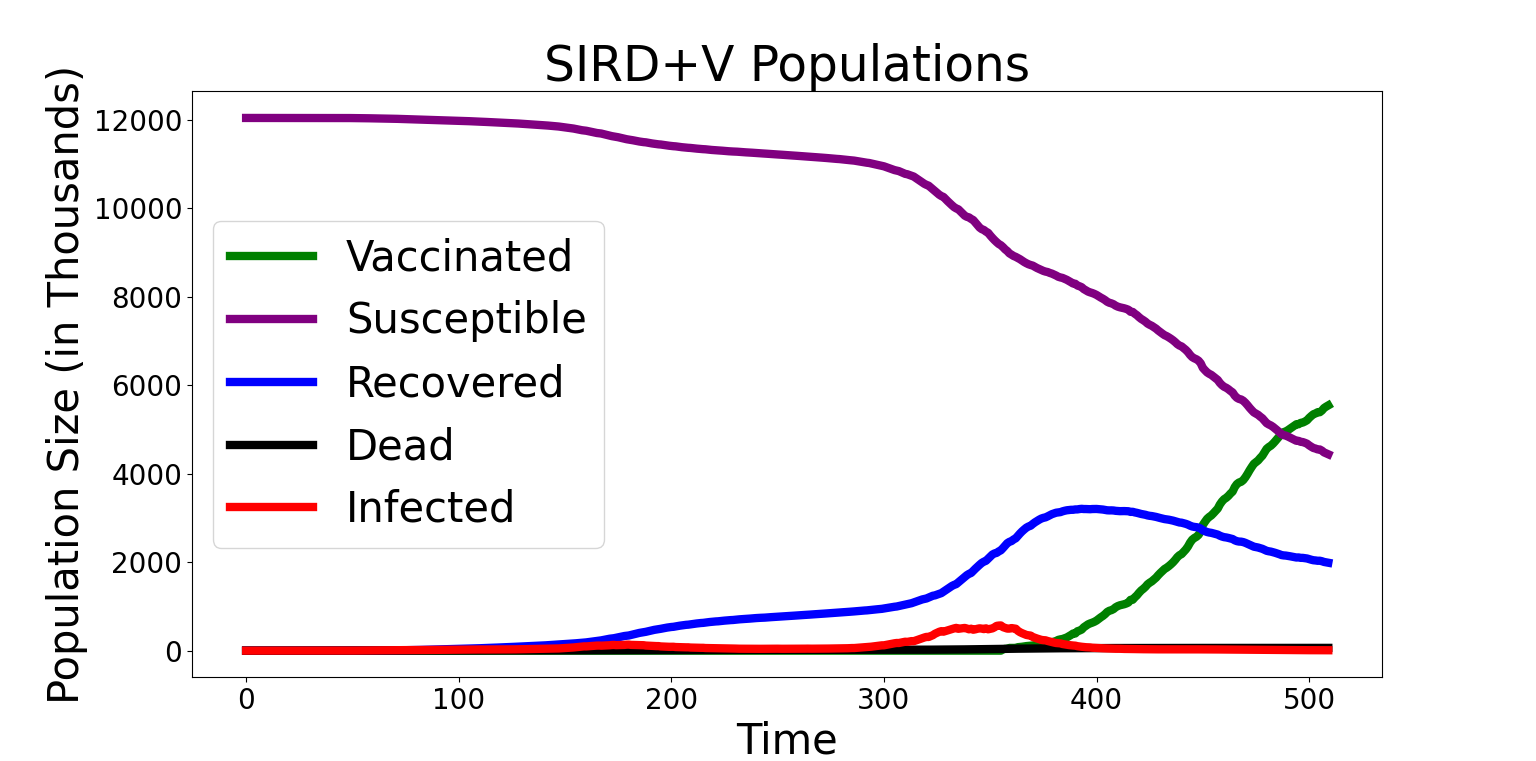 SIRD+V Populations
Population Size (in Thousands)
12000
10000
8000
6000
4000
2000
0
Vaccinated
Susceptible
Recovered
Dead
Infected
0 100 200 300 400 500
Time